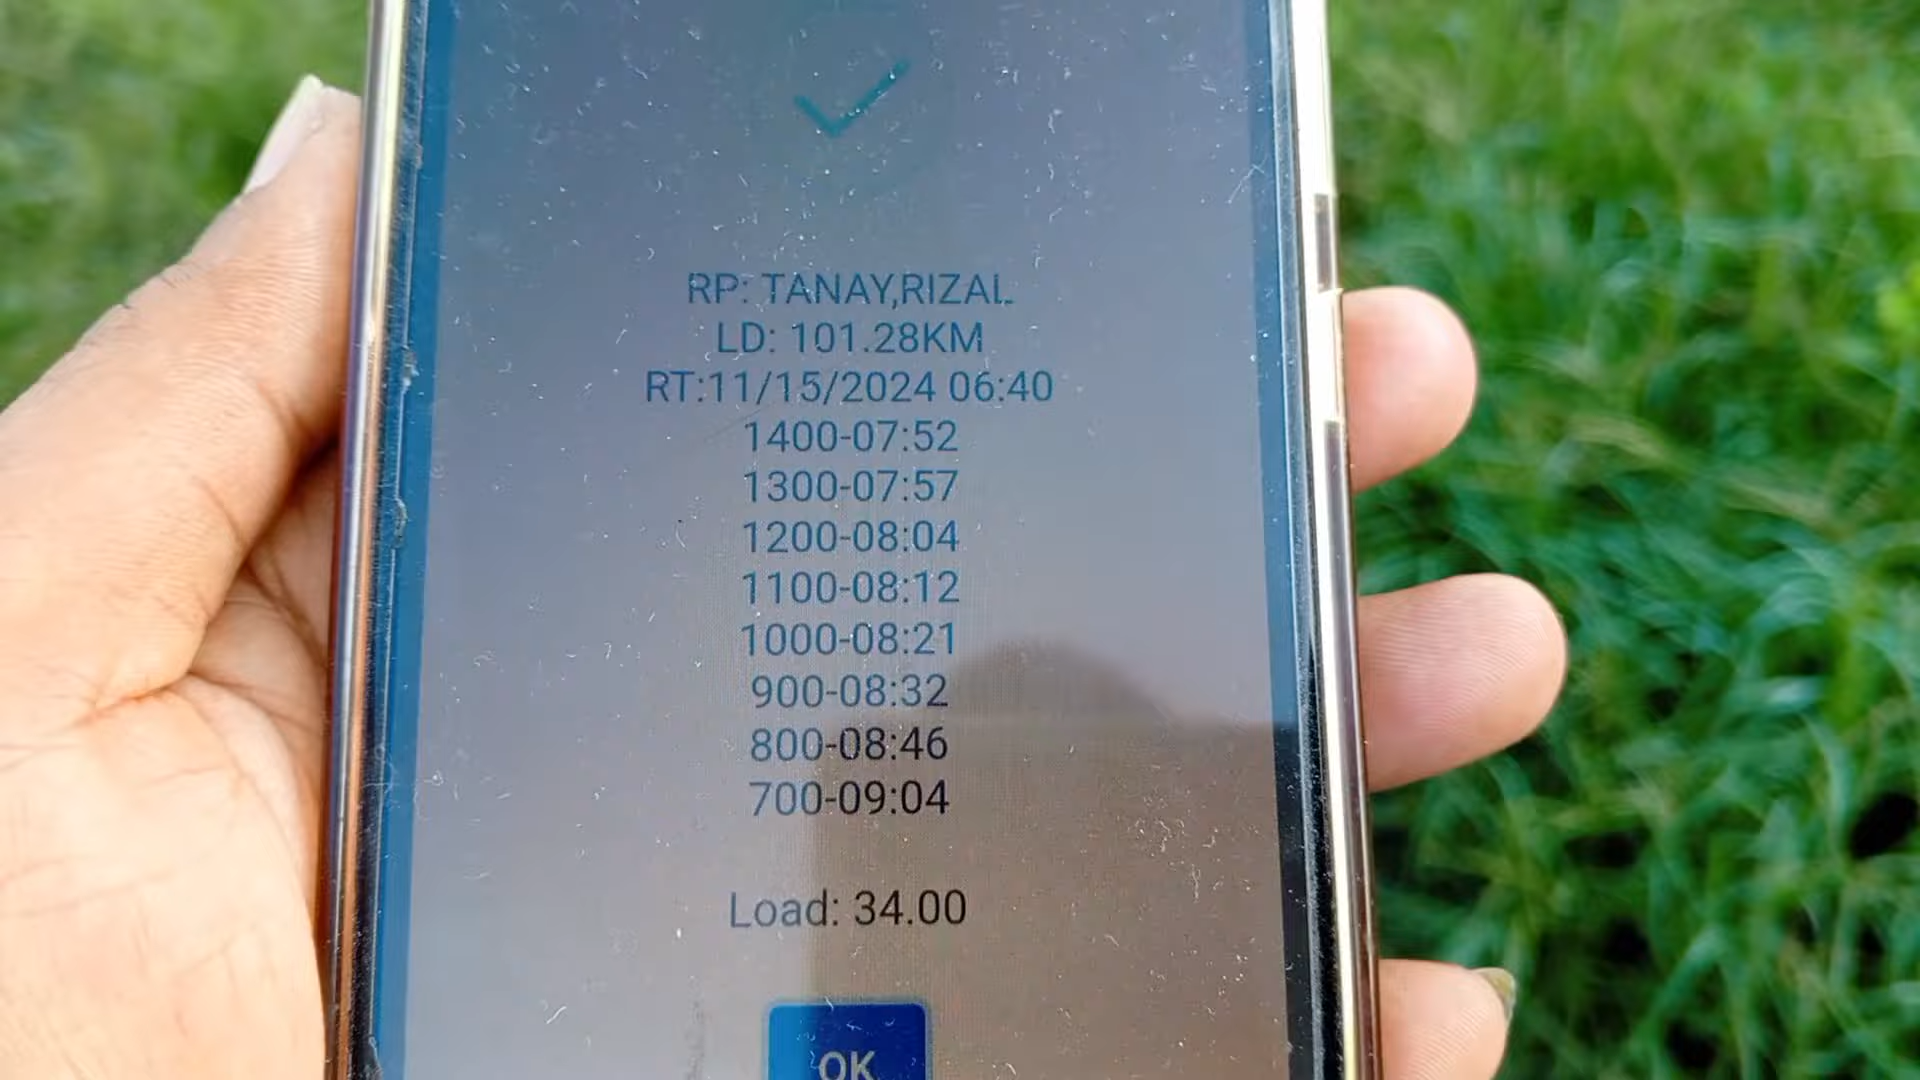 RP: TANAY,RIZAL
LD: 101.28KM
RT:11/15/2024 06:40
1400-07:52
1300-07:57
1200-08:04
1100-08:12
1000-08:21
900-08:32
800-08:46
700-09:04
Load: 34.00
OK